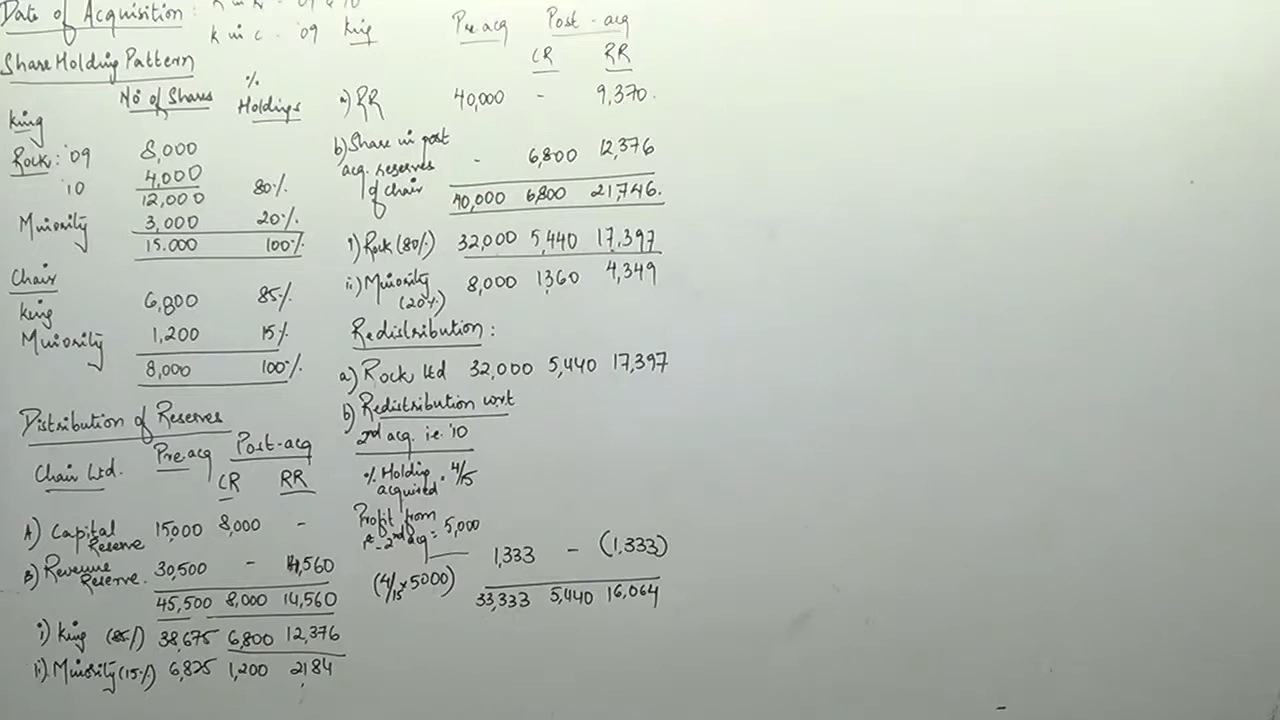 Date of Acquisition :
K in C - '09
Share Holding Pattern
No of Shares % Holdings
King
Rock : '09 8,000
'10 4,000 80%
12,000
Minority 3,000 20%
15.000 100%
Chair
King 6,800 85%
Minority 1,200 15%
8,000 100%
Distribution of Reserves
Chair Ltd. Pre acq Post-acq
CR RR
A) Capital Reserve 15,000 8,000 -
B) Revenue Reserve. 30,500 - 14,560
45,500 8,000 14,560
i) King (85%) 38,675 6,800 12,376
ii) Minority (15%) 6,825 1,200 2184
King Pre acq Post - acq
CR RR
a) RR 40,000 - 9,370.
b) Share in post
acq. reserves - 6,800 12,376
of chair
40,000 6,800 21,746.
i) Rock (80%) 32,000 5,440 17,397
ii) Minority 8,000 1360 4,349
(20%)
Redistribution :
a) Rock Ltd 32,000 5,440 17,397
b) Redistribution w.r.t
2nd acq. i.e. '10
% Holding
acquired = 4/15
Profit from
- 2nd acq = 5,000
1,333 - (1,333)
(4/15 x 5000)
33,333 5,440 16,064